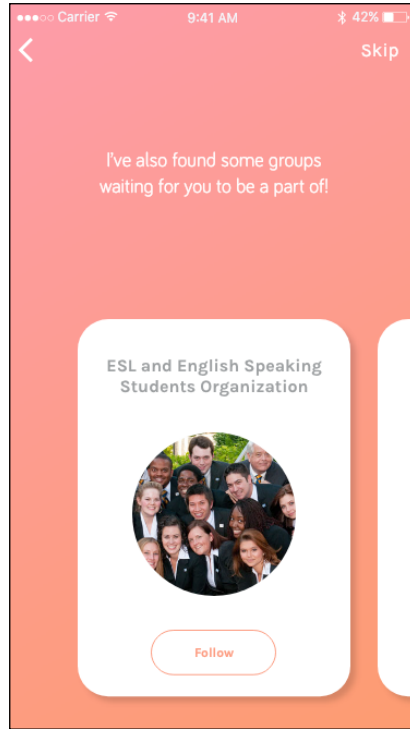 Carrier
9:41 AM
42%
Skip
I've also found some groups
waiting for you to be a part of!
ESL and English Speaking
Students Organization
Follow